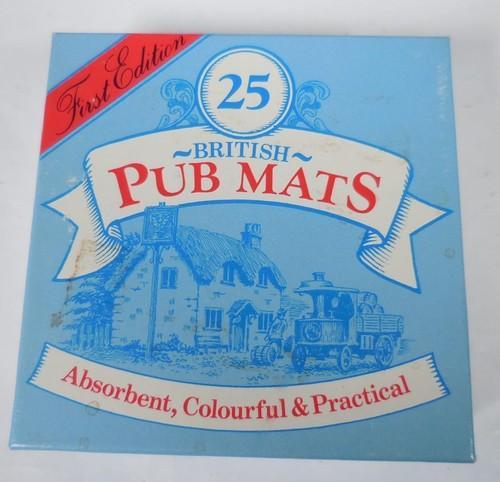 First Edition
25
~BRITISH~
PUB MATS
Absorbent, Colourful & Practical